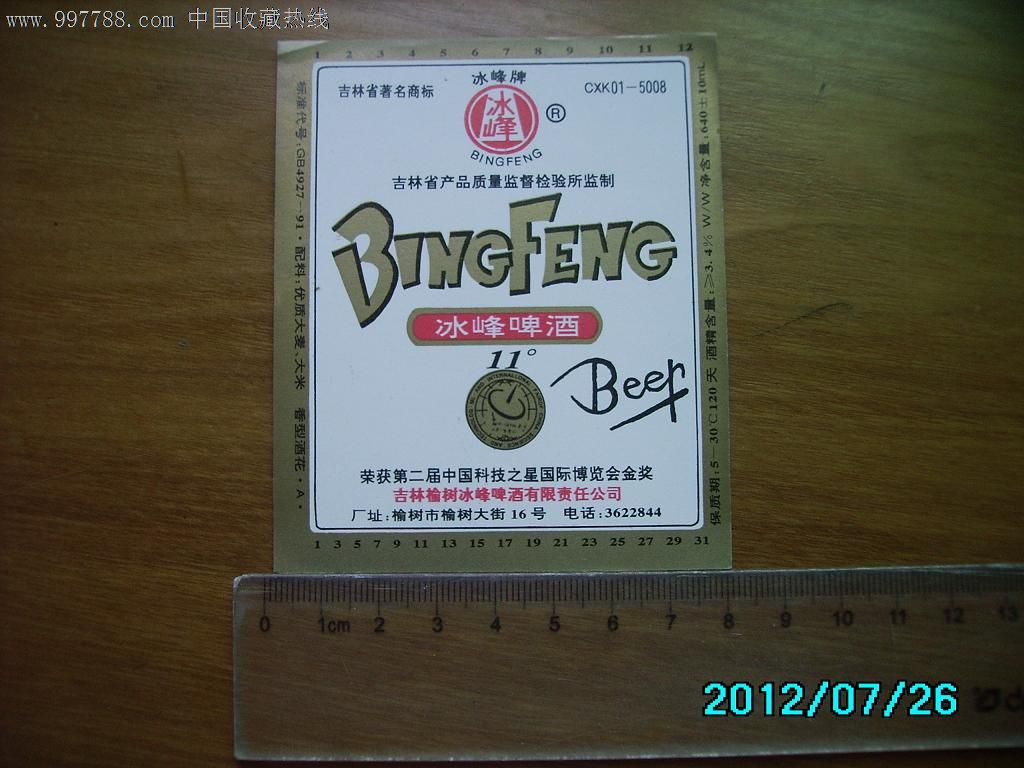 www.997788.com 中国收藏热线
1 2 3 4 5 6 7 8 9 10 11 12
冰峰牌
吉林省著名商标
CXK01-5008
冰峰
®
BINGFENG
吉林省产品质量监督检验所监制
BINGFENG
冰峰啤酒
11°
Beer
荣获第二届中国科技之星国际博览会金奖
吉林榆树冰峰啤酒有限责任公司
厂址:榆树市榆树大街16号 电话:3622844
1 3 5 7 9 11 13 15 17 19 21 23 25 27 29 31
标准代号:GB4927-91·配料:优质大麦、大米 香型酒花·A·
保质期:5-30℃120天 酒精含量:≥3.4% W/W 净含量:640±10mL
0 1cm 2 3 4 5 6 7 8 9 10 11 12 13
2012/07/26